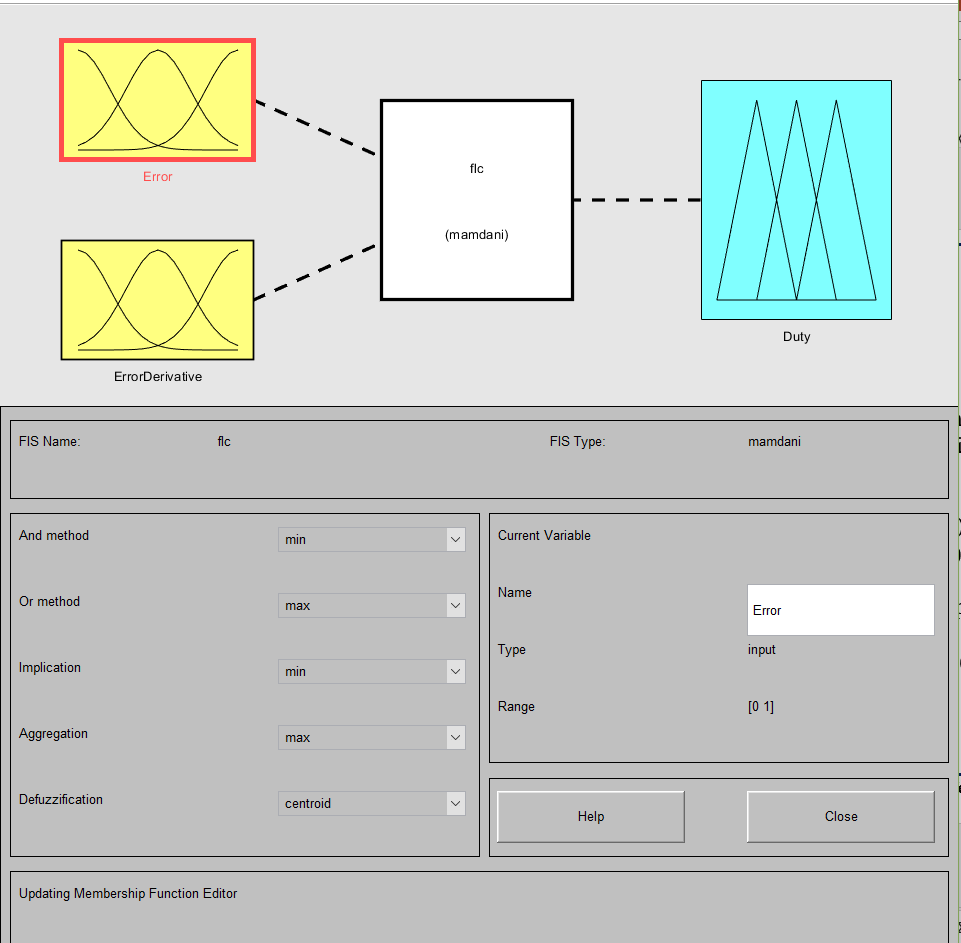 Error
flc
(mamdani)
ErrorDerivative
Duty
FIS Name: flc FIS Type: mamdani
And method min
Or method max
Implication min
Aggregation max
Defuzzification centroid
Current Variable
Name Error
Type input
Range [0 1]
Help Close
Updating Membership Function Editor